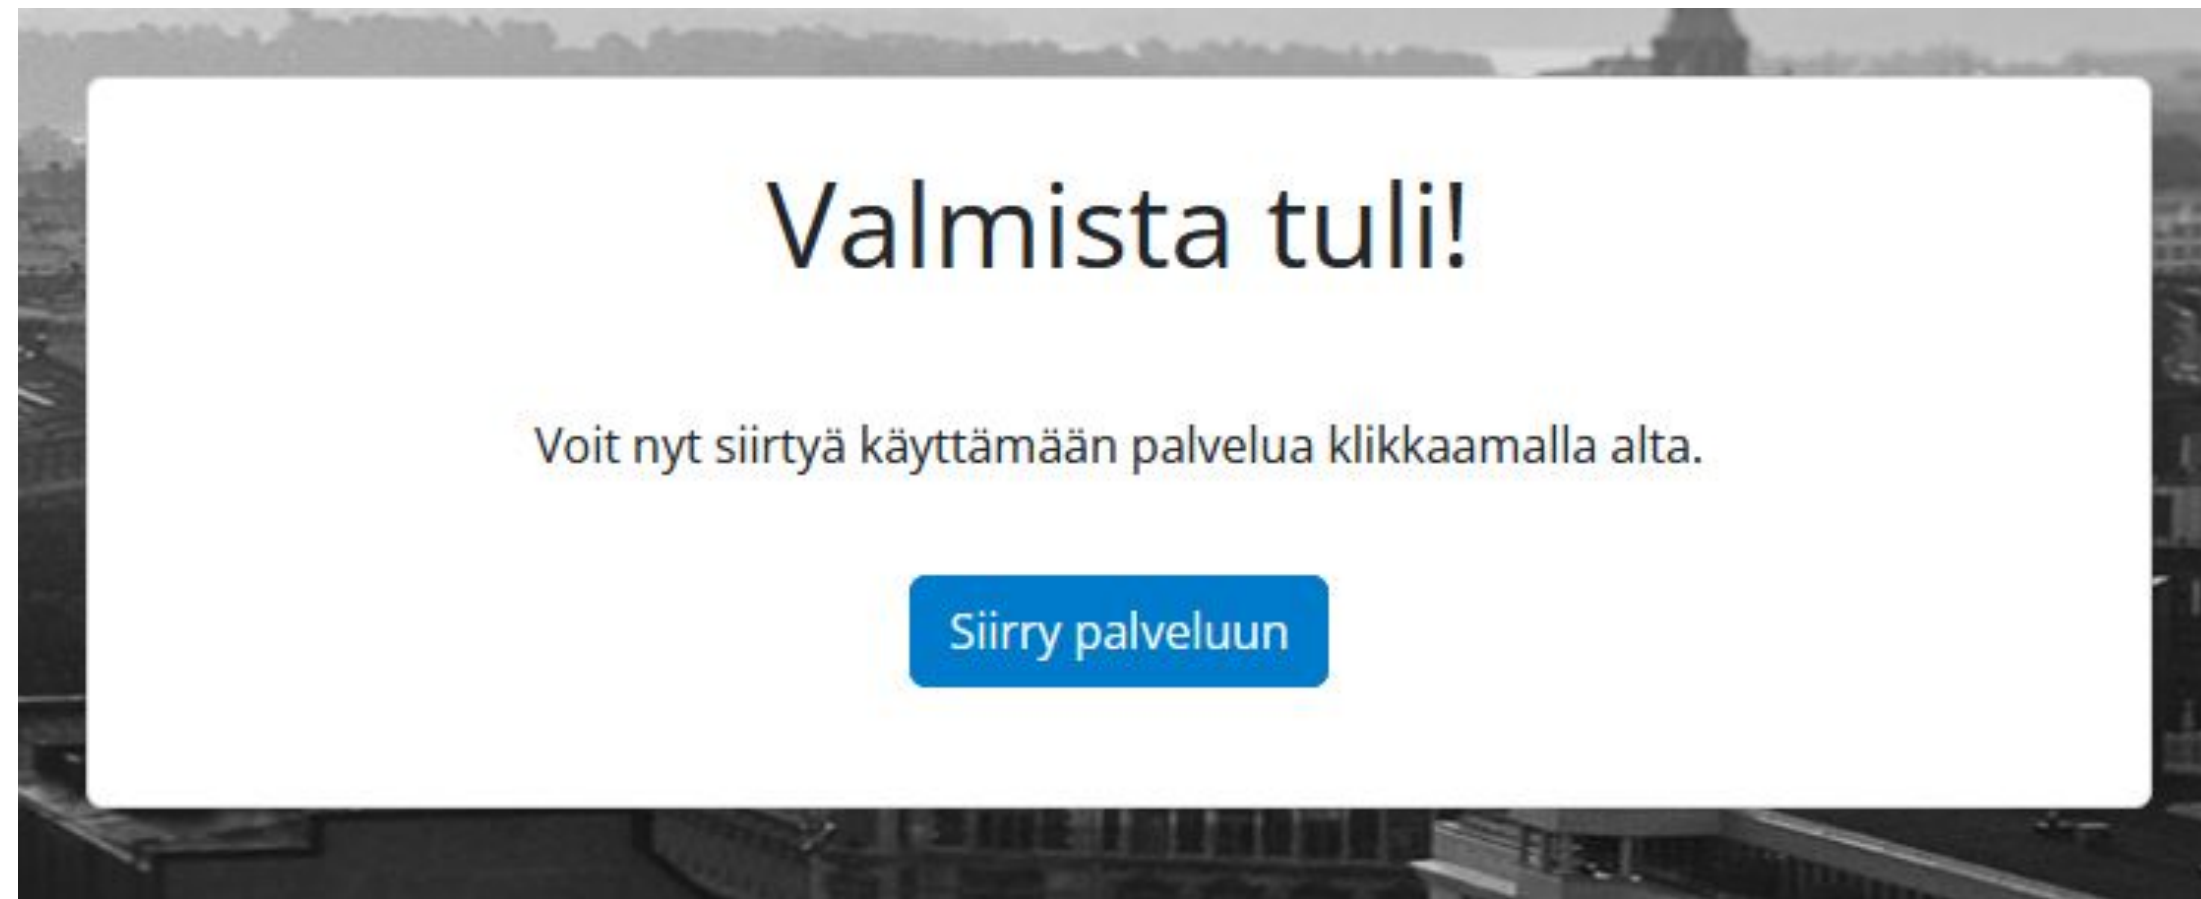 Valmista tuli!
Voit nyt siirtyä käyttämään palvelua klikkaamalla alta.
Siirry palveluun